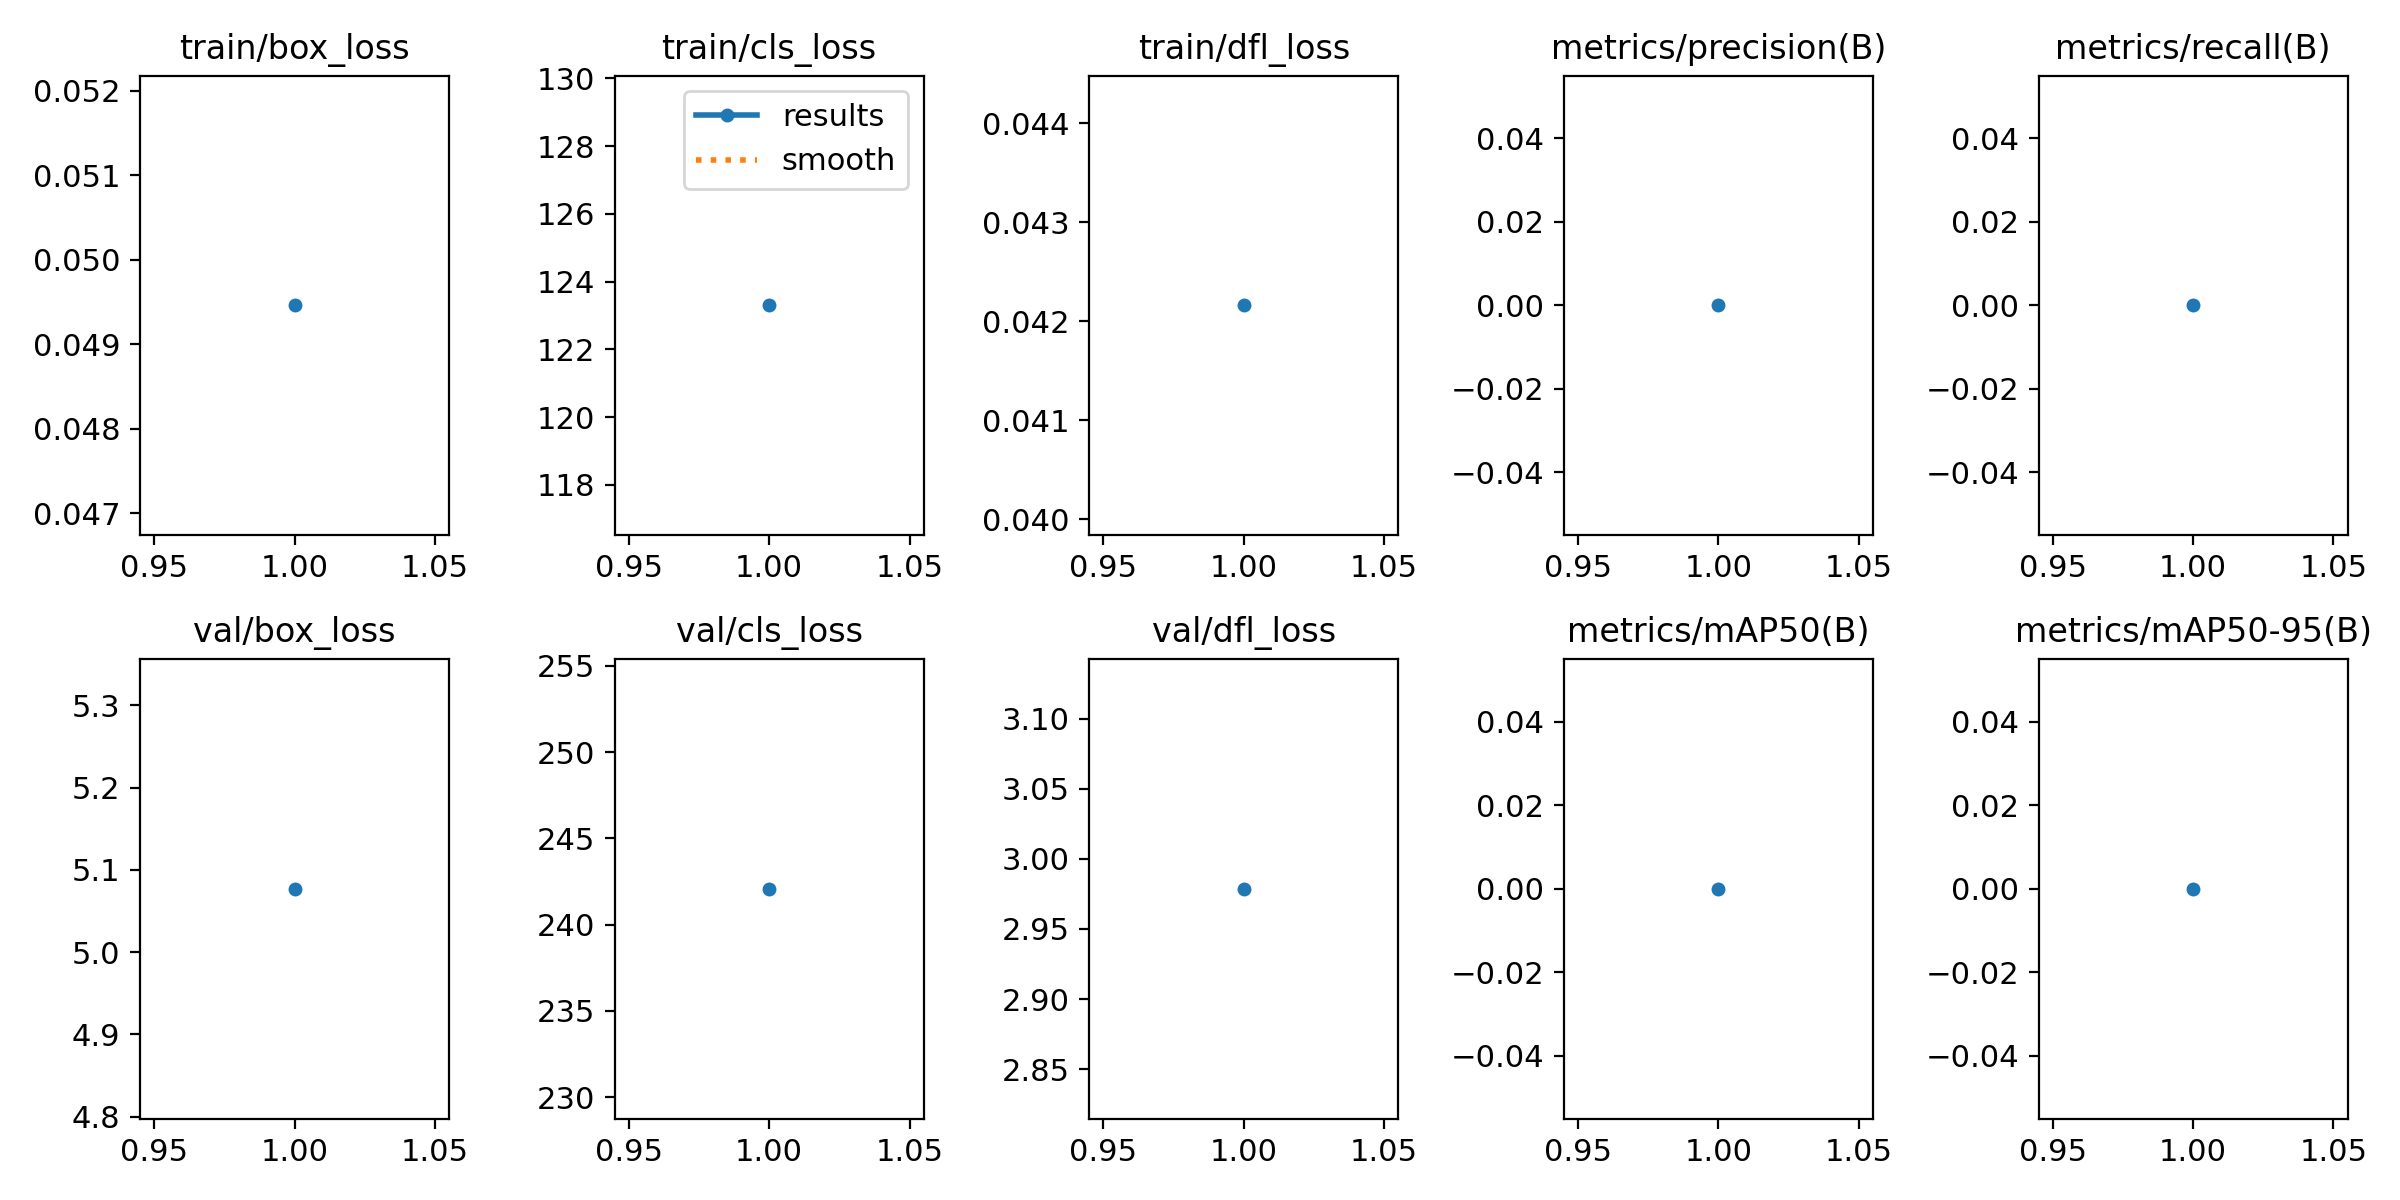 train/box_loss
0.052
0.051
0.050
0.049
0.048
0.047
0.95 1.00 1.05
train/cls_loss
130
128
126
124
122
120
118
results
smooth
0.95 1.00 1.05
train/dfl_loss
0.044
0.043
0.042
0.041
0.040
0.95 1.00 1.05
metrics/precision(B)
0.04
0.02
0.00
−0.02
−0.04
0.95 1.00 1.05
metrics/recall(B)
0.04
0.02
0.00
−0.02
−0.04
0.95 1.00 1.05
val/box_loss
5.3
5.2
5.1
5.0
4.9
4.8
0.95 1.00 1.05
val/cls_loss
255
250
245
240
235
230
0.95 1.00 1.05
val/dfl_loss
3.10
3.05
3.00
2.95
2.90
2.85
0.95 1.00 1.05
metrics/mAP50(B)
0.04
0.02
0.00
−0.02
−0.04
0.95 1.00 1.05
metrics/mAP50-95(B)
0.04
0.02
0.00
−0.02
−0.04
0.95 1.00 1.05